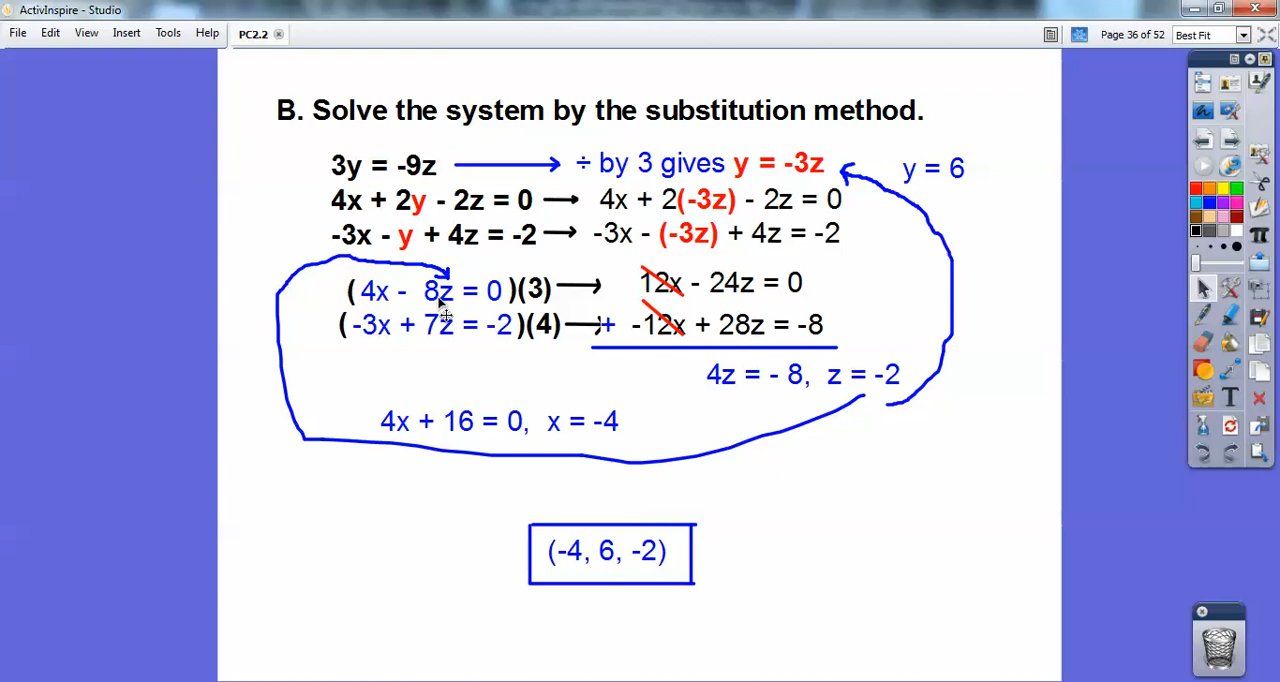 ActivInspire - Studio
File Edit View Insert Tools Help PC2.2 Page 36 of 52 Best Fit
B. Solve the system by the substitution method.
3y = -9z ÷ by 3 gives y = -3z y = 6
4x + 2y - 2z = 0 4x + 2(-3z) - 2z = 0
-3x - y + 4z = -2 -3x - (-3z) + 4z = -2
(4x - 8z = 0)(3) 12x - 24z = 0
(-3x + 7z = -2)(4) + -12x + 28z = -8
4z = - 8, z = -2
4x + 16 = 0, x = -4
(-4, 6, -2)